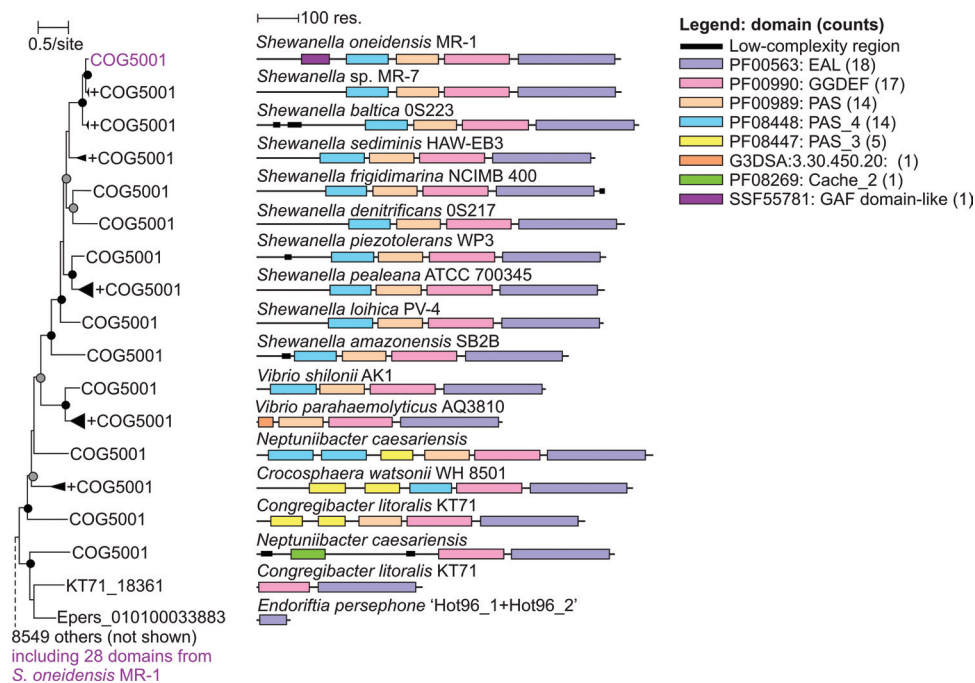 0.5/site
100 res.
COG5001
+COG5001
+COG5001
+COG5001
COG5001
COG5001
COG5001
+COG5001
COG5001
COG5001
COG5001
+COG5001
COG5001
+COG5001
COG5001
COG5001
KT71_18361
Epers_010100033883
8549 others (not shown)
including 28 domains from
S. oneidensis MR-1
Shewanella oneidensis MR-1
Shewanella sp. MR-7
Shewanella baltica 0S223
Shewanella sediminis HAW-EB3
Shewanella frigidimarina NCIMB 400
Shewanella denitrificans 0S217
Shewanella piezotolerans WP3
Shewanella pealeana ATCC 700345
Shewanella loihica PV-4
Shewanella amazonensis SB2B
Vibrio shilonii AK1
Vibrio parahaemolyticus AQ3810
Neptuniibacter caesariensis
Crocosphaera watsonii WH 8501
Congregibacter litoralis KT71
Neptuniibacter caesariensis
Congregibacter litoralis KT71
Endoriftia persephone ‘Hot96_1+Hot96_2’
Legend: domain (counts)
Low-complexity region
PF00563: EAL (18)
PF00990: GGDEF (17)
PF00989: PAS (14)
PF08448: PAS_4 (14)
PF08447: PAS_3 (5)
G3DSA:3.30.450.20: (1)
PF08269: Cache_2 (1)
SSF55781: GAF domain-like (1)